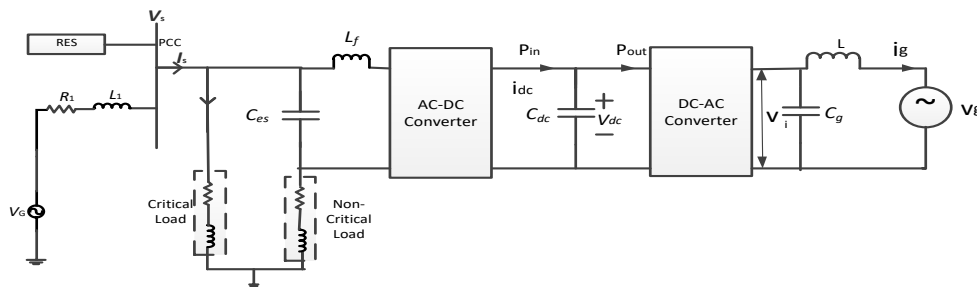 Vs
RES
PCC
Is
R1
L1
VG
Critical
Load
Ces
Non-
Critical
Load
Lf
AC-DC
Converter
Pin
idc
Cdc
+
Vdc
−
Pout
DC-AC
Converter
Vi
Cg
L
ig
~
Vg